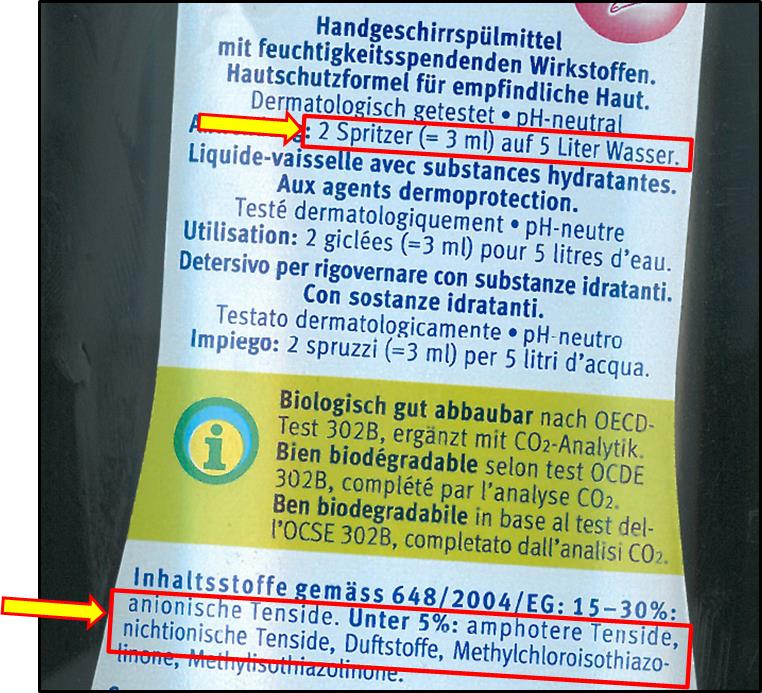 Handgeschirrspülmittel
mit feuchtigkeitsspendenden Wirkstoffen.
Hautschutzformel für empfindliche Haut.
Dermatologisch getestet • pH-neutral
2 Spritzer (= 3 ml) auf 5 Liter Wasser.
Liquide-vaisselle avec substances hydratantes.
Aux agents dermoprotection.
Testé dermatologiquement • pH-neutre
Utilisation: 2 giclées (=3 ml) pour 5 litres d'eau.
Detersivo per rigovernare con substanze idratanti.
Con sostanze idratanti.
Testato dermatologicamente • pH-neutro
Impiego: 2 spruzzi (=3 ml) per 5 litri d'acqua.
Biologisch gut abbaubar nach OECD-
Test 302B, ergänzt mit CO2-Analytik.
Bien biodégradable selon test OCDE
302B, complété par l'analyse CO2.
Ben biodegradabile in base al test del-
l'OCSE 302B, completato dall'analisi CO2.
Inhaltsstoffe gemäss 648/2004/EG: 15–30%:
anionische Tenside. Unter 5%: amphotere Tenside,
nichtionische Tenside, Duftstoffe, Methylchloroisothiazo-
linone, Methylisothiazolinone.